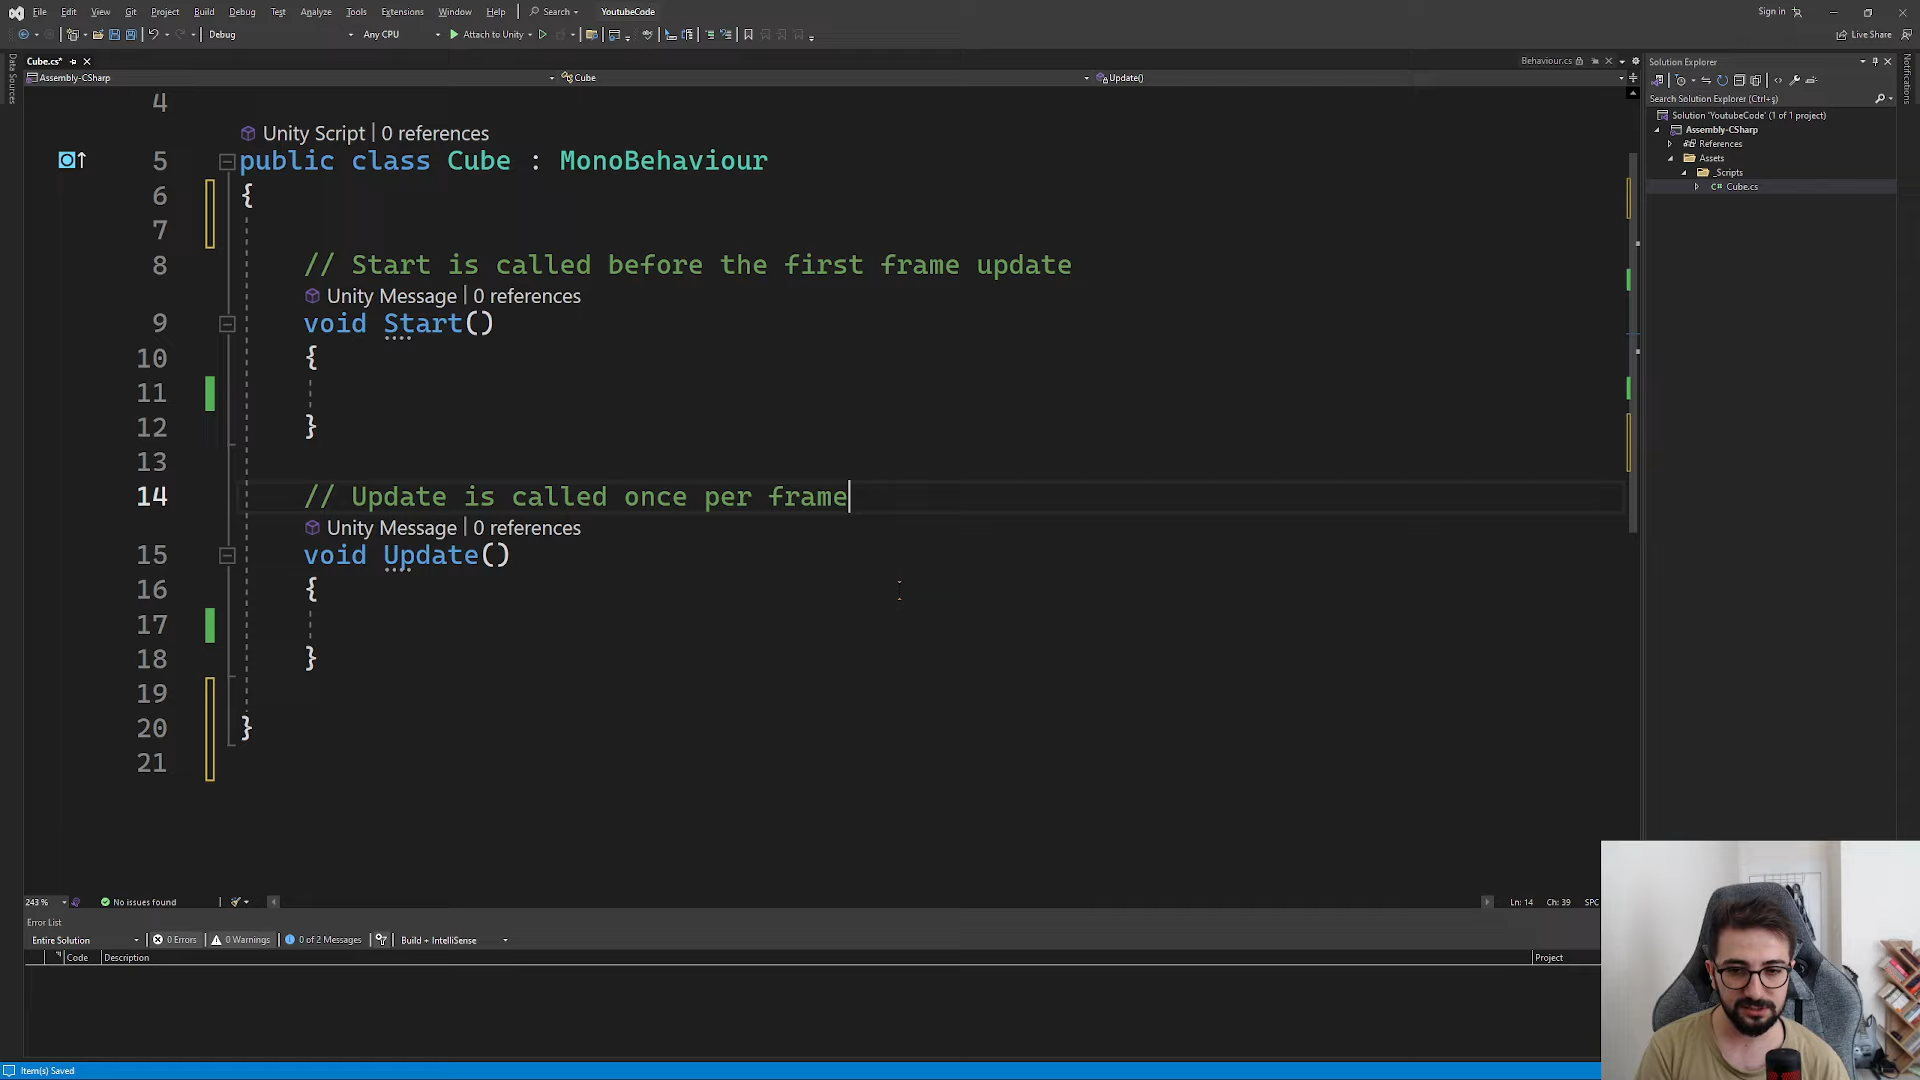 File Edit View Git Project Build Debug Test Analyze Tools Extensions Window Help Search YoutubeCode Sign in
Debug Any CPU Attach to Unity Live Share
Data Sources
Cube.cs* Behaviour.cs
Assembly-CSharp Cube Update()
4
Unity Script | 0 references
5 public class Cube : MonoBehaviour
6 {
7
8 // Start is called before the first frame update
Unity Message | 0 references
9 void Start()
10 {
11
12 }
13
14 // Update is called once per frame
Unity Message | 0 references
15 void Update()
16 {
17
18 }
19
20 }
21
243 % No issues found Ln: 14 Ch: 39 SPC
Error List
Entire Solution 0 Errors 0 Warnings 0 of 2 Messages Build + IntelliSense
Code Description Project
Item(s) Saved
Solution Explorer
Search Solution Explorer (Ctrl+ş)
Solution 'YoutubeCode' (1 of 1 project)
Assembly-CSharp
References
Assets
_Scripts
C# Cube.cs
Notifications